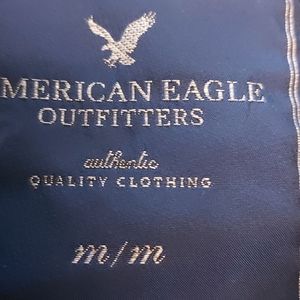 MERICAN EAGLE
OUTFITTERS
authentic
QUALITY CLOTHING
m/m